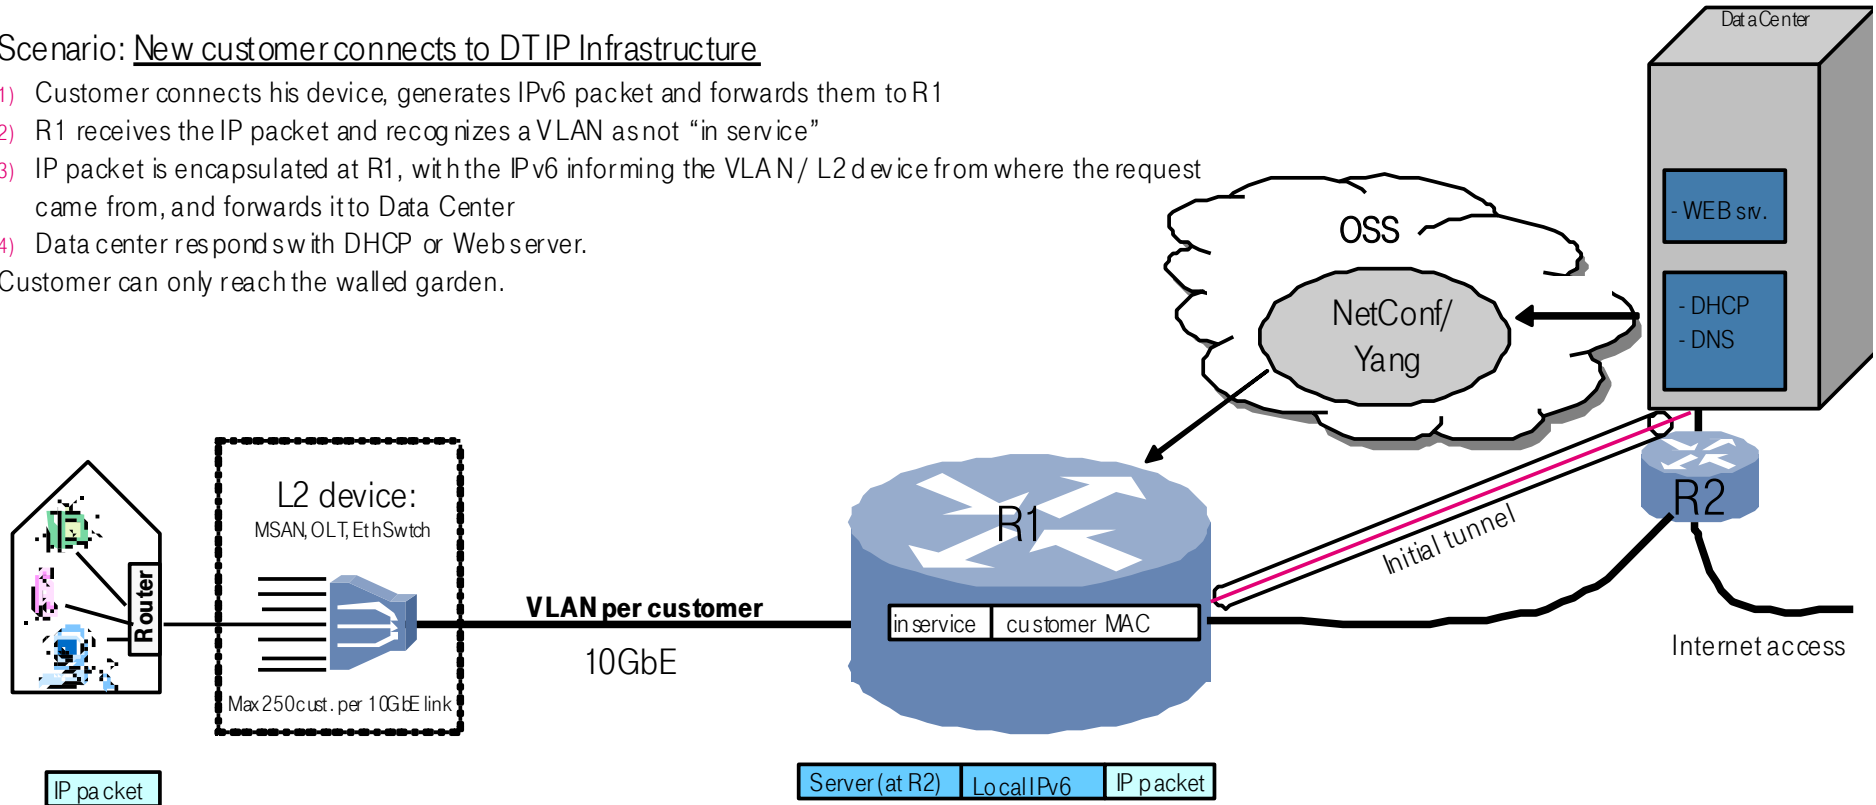 Scenario: New customer connects to DT IP Infrastructure
1) Customer connects his device, generates IPv6 packet and forwards them to R1
2) R1 receives the IP packet and recognizes a VLAN as not “in service”
3) IP packet is encapsulated at R1, with the IPv6 informing the VLAN / L2 device from where the request
came from, and forwards it to Data Center
4) Data center responds with DHCP or Web server.
Customer can only reach the walled garden.
Data Center
- WEB srv.
- DHCP
- DNS
OSS
NetConf/
Yang
L2 device:
MSAN, OLT, Eth Swtch
Router
Max 250 cust. per 10GbE link
VLAN per customer
10GbE
R1
in service
customer MAC
Initial tunnel
R2
Internet access
IP packet
Server (at R2)
Local IPv6
IP packet